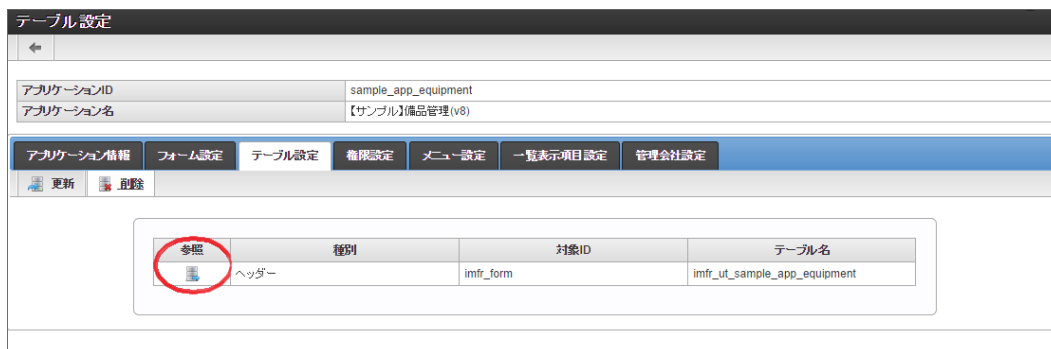 テーブル設定
アプリケーションID sample_app_equipment
アプリケーション名 【サンプル】備品管理(v8)
アプリケーション情報 フォーム設定 テーブル設定 権限設定 メニュー設定 一覧表示項目設定 管理会社設定
更新 削除
参照 種別 対象ID テーブル名
ヘッダー imfr_form imfr_ut_sample_app_equipment